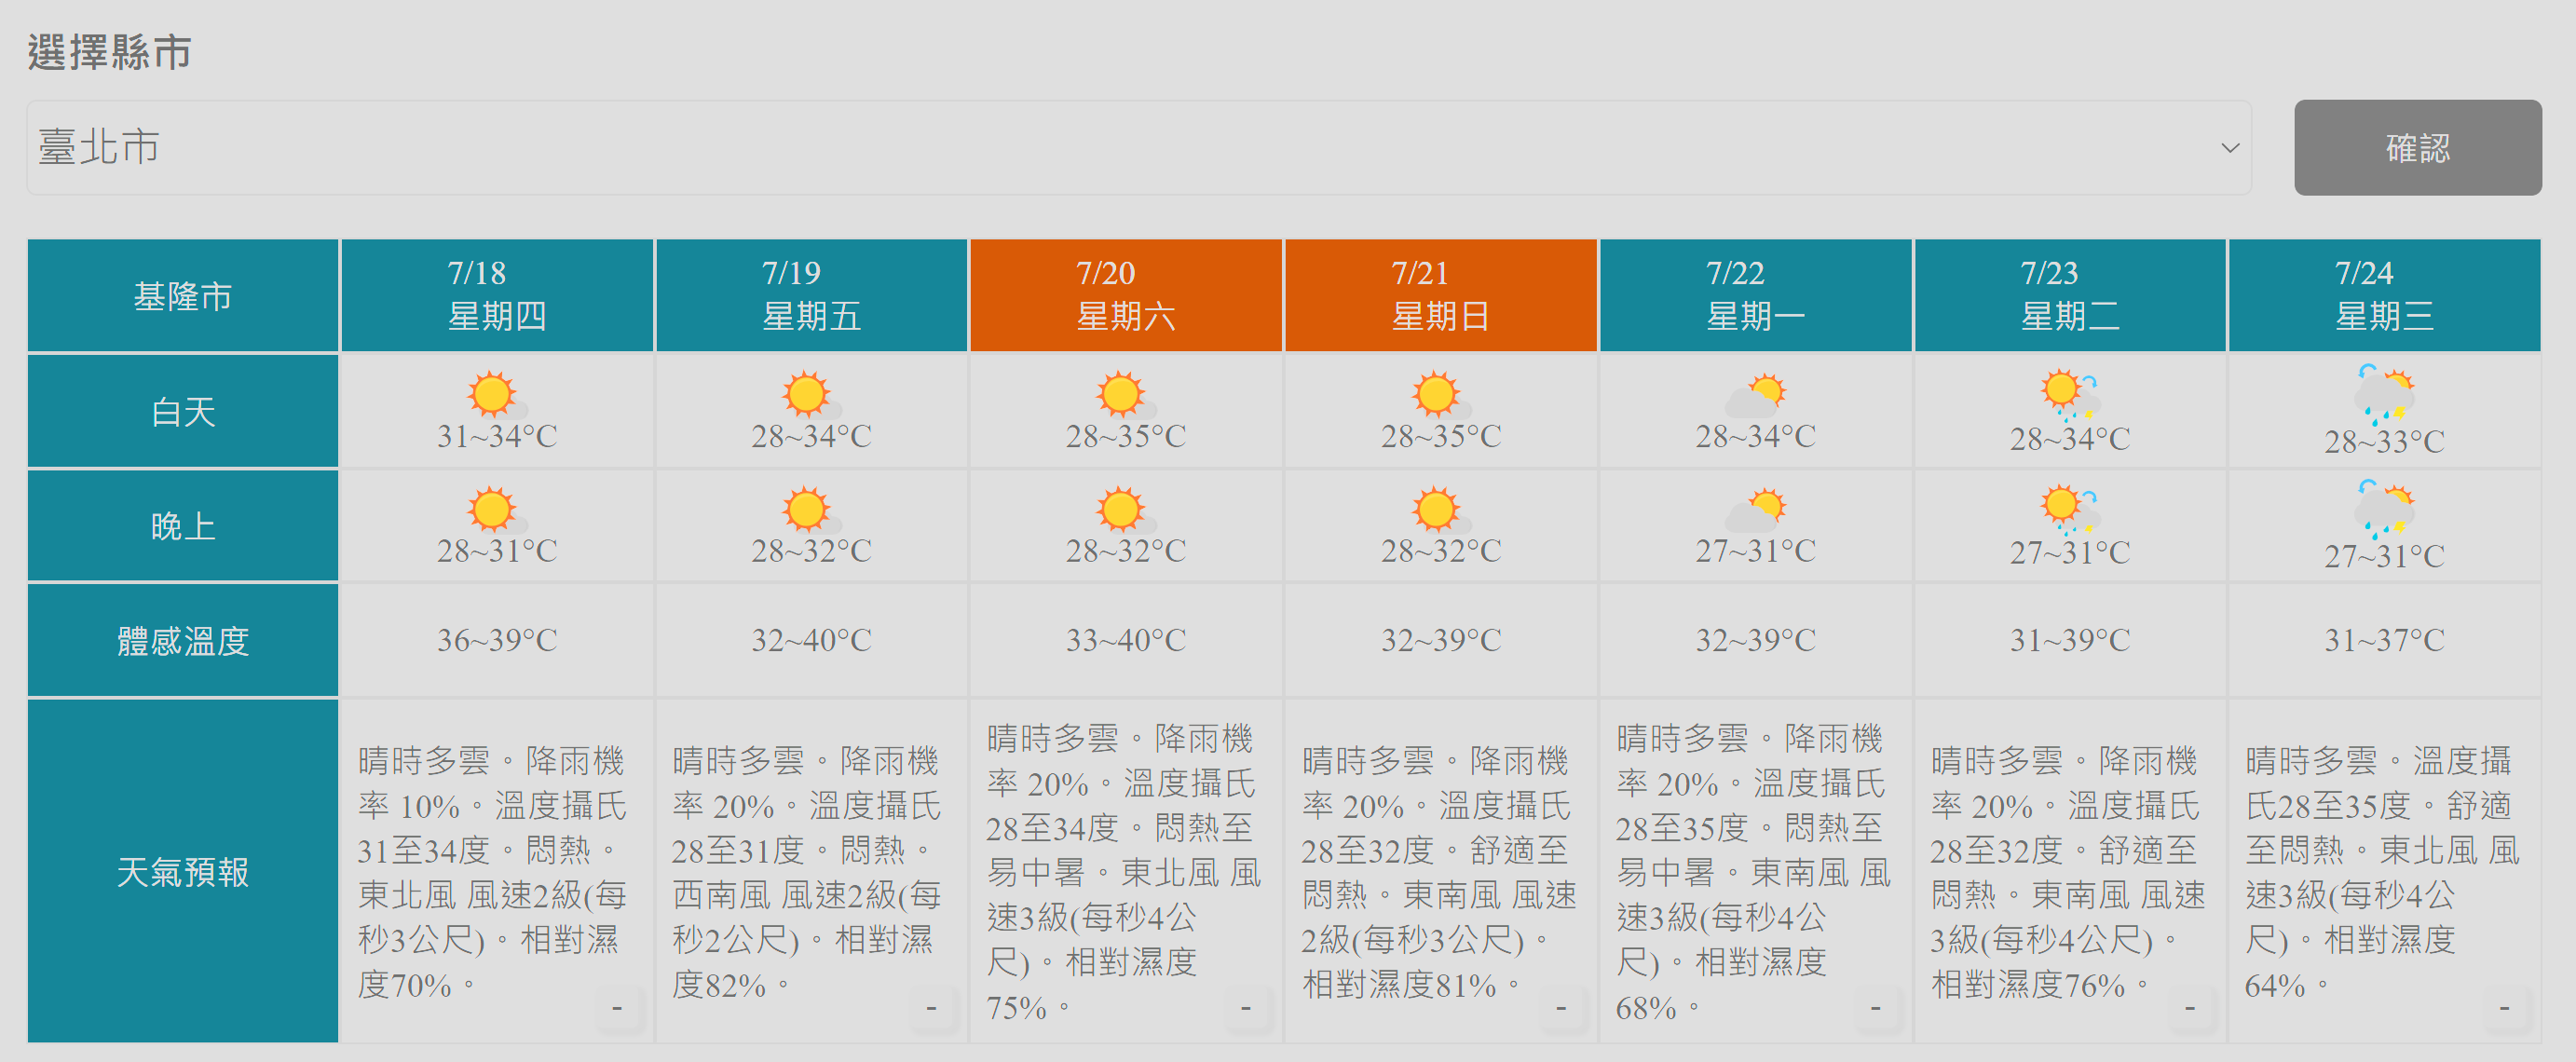 選擇縣市
臺北市
確認
基隆市
7/18
星期四
7/19
星期五
7/20
星期六
7/21
星期日
7/22
星期一
7/23
星期二
7/24
星期三
白天
31~34°C
28~34°C
28~35°C
28~35°C
28~34°C
28~34°C
28~33°C
晚上
28~31°C
28~32°C
28~32°C
28~32°C
27~31°C
27~31°C
27~31°C
體感溫度
36~39°C
32~40°C
33~40°C
32~39°C
32~39°C
31~39°C
31~37°C
天氣預報
晴時多雲。降雨機
率 10%。溫度攝氏
31至34度。悶熱。
東北風 風速2級(每
秒3公尺)。相對濕
度70%。
-
晴時多雲。降雨機
率 20%。溫度攝氏
28至31度。悶熱。
西南風 風速2級(每
秒2公尺)。相對濕
度82%。
-
晴時多雲。降雨機
率 20%。溫度攝氏
28至34度。悶熱至
易中暑。東北風 風
速3級(每秒4公
尺)。相對濕度
75%。
-
晴時多雲。降雨機
率 20%。溫度攝氏
28至32度。舒適至
悶熱。東南風 風速
2級(每秒3公尺)。
相對濕度81%。
-
晴時多雲。降雨機
率 20%。溫度攝氏
28至35度。悶熱至
易中暑。東南風 風
速3級(每秒4公
尺)。相對濕度
68%。
-
晴時多雲。降雨機
率 20%。溫度攝氏
28至32度。舒適至
悶熱。東南風 風速
3級(每秒4公尺)。
相對濕度76%。
-
晴時多雲。溫度攝
氏28至35度。舒適
至悶熱。東北風 風
速3級(每秒4公
尺)。相對濕度
64%。
-